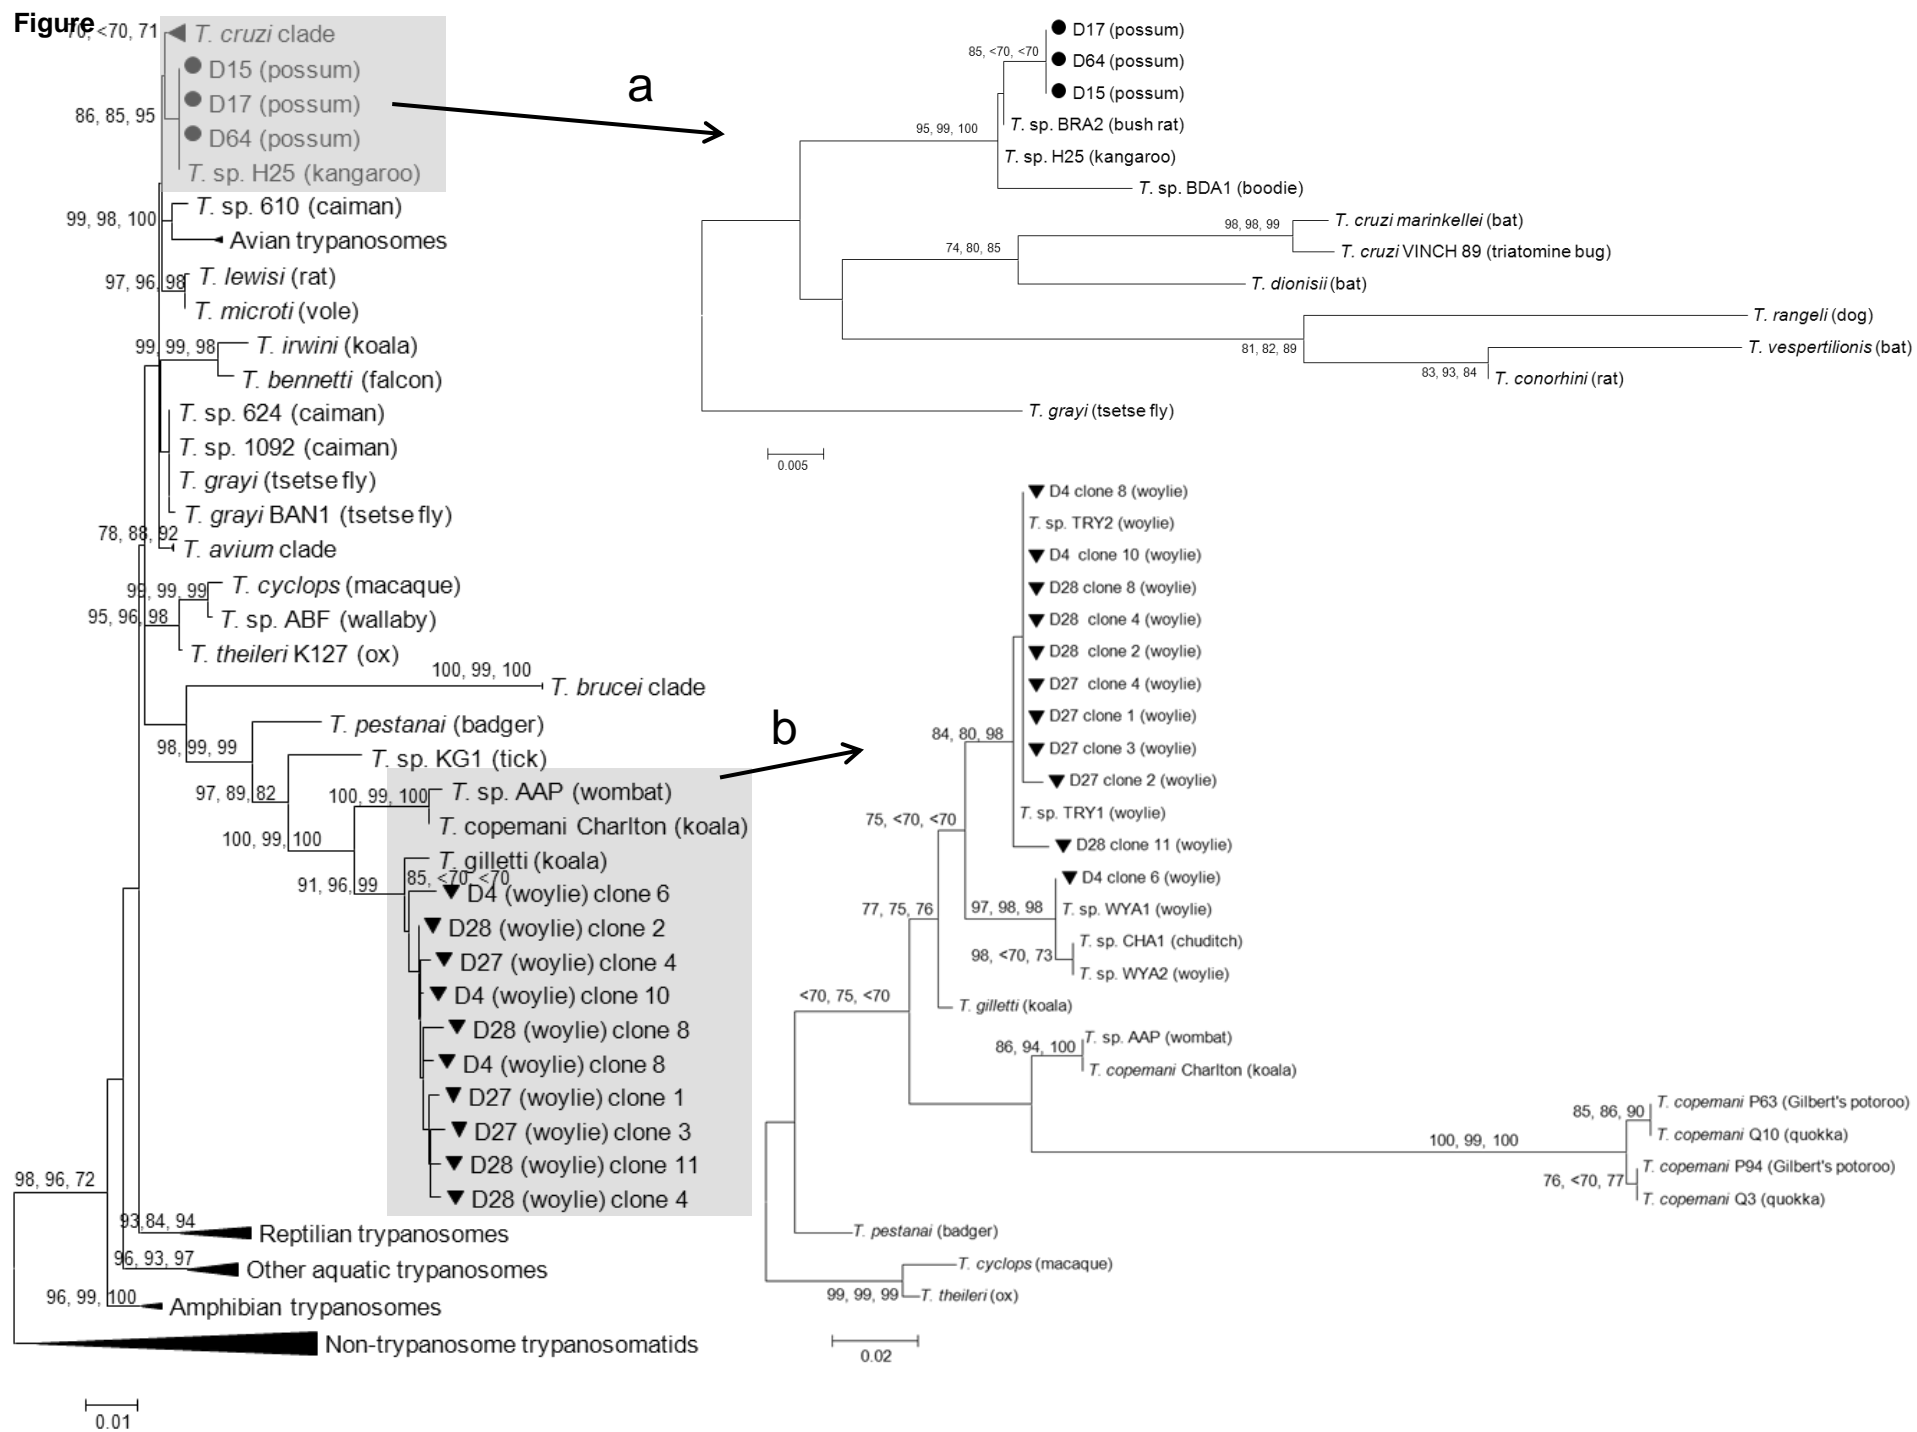 Figure
70, <70, 71
T. cruzi clade
D15 (possum)
D17 (possum)
86, 85, 95
D64 (possum)
T. sp. H25 (kangaroo)
T. sp. 610 (caiman)
99, 98, 100
Avian trypanosomes
T. lewisi (rat)
97, 96, 98
T. microti (vole)
99, 99, 98
T. irwini (koala)
T. bennetti (falcon)
T. sp. 624 (caiman)
T. sp. 1092 (caiman)
T. grayi (tsetse fly)
T. grayi BAN1 (tsetse fly)
78, 88, 92
T. avium clade
T. cyclops (macaque)
99, 99, 99
95, 96, 98
T. sp. ABF (wallaby)
T. theileri K127 (ox)
100, 99, 100
T. brucei clade
T. pestanai (badger)
98, 99, 99
T. sp. KG1 (tick)
97, 89, 82
100, 99, 100
T. sp. AAP (wombat)
T. copemani Charlton (koala)
100, 99, 100
T. gilletti (koala)
91, 96, 99
85, <70, <70
D4 (woylie) clone 6
D28 (woylie) clone 2
D27 (woylie) clone 4
D4 (woylie) clone 10
D28 (woylie) clone 8
D4 (woylie) clone 8
D27 (woylie) clone 1
D27 (woylie) clone 3
D28 (woylie) clone 11
D28 (woylie) clone 4
98, 96, 72
93, 84, 94
Reptilian trypanosomes
96, 93, 97
Other aquatic trypanosomes
96, 99, 100
Amphibian trypanosomes
Non-trypanosome trypanosomatids
0.01
a
D17 (possum)
85, <70, <70
D64 (possum)
D15 (possum)
95, 99, 100
T. sp. BRA2 (bush rat)
T. sp. H25 (kangaroo)
T. sp. BDA1 (boodie)
98, 98, 99
T. cruzi marinkellei (bat)
74, 80, 85
T. cruzi VINCH 89 (triatomine bug)
T. dionisii (bat)
T. rangeli (dog)
81, 82, 89
T. vespertilionis (bat)
83, 93, 84
T. conorhini (rat)
T. grayi (tsetse fly)
0.005
b
D4 clone 8 (woylie)
T. sp. TRY2 (woylie)
D4 clone 10 (woylie)
D28 clone 8 (woylie)
D28 clone 4 (woylie)
D28 clone 2 (woylie)
D27 clone 4 (woylie)
D27 clone 1 (woylie)
84, 80, 98
D27 clone 3 (woylie)
D27 clone 2 (woylie)
T. sp. TRY1 (woylie)
75, <70, <70
D28 clone 11 (woylie)
D4 clone 6 (woylie)
77, 75, 76
97, 98, 98
T. sp. WYA1 (woylie)
T. sp. CHA1 (chuditch)
98, <70, 73
T. sp. WYA2 (woylie)
<70, 75, <70
T. gilletti (koala)
T. sp. AAP (wombat)
86, 94, 100
T. copemani Charlton (koala)
T. copemani P63 (Gilbert's potoroo)
85, 86, 90
T. copemani Q10 (quokka)
100, 99, 100
T. copemani P94 (Gilbert's potoroo)
76, <70, 77
T. copemani Q3 (quokka)
T. pestanai (badger)
T. cyclops (macaque)
99, 99, 99
T. theileri (ox)
0.02